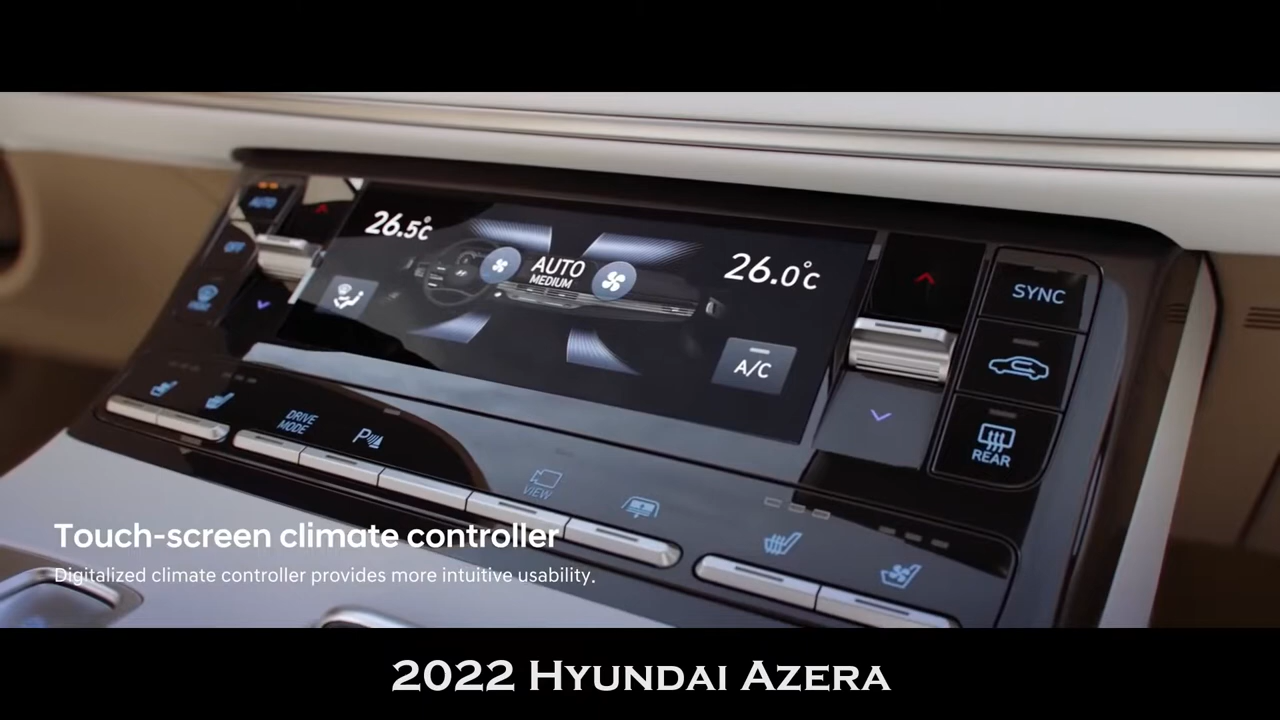 AUTO
OFF
26.5°C
AUTO
MEDIUM
26.0°C
A/C
SYNC
REAR
DRIVE
MODE
P
VIEW
Touch-screen climate controller
Digitalized climate controller provides more intuitive usability.
2022 Hyundai Azera